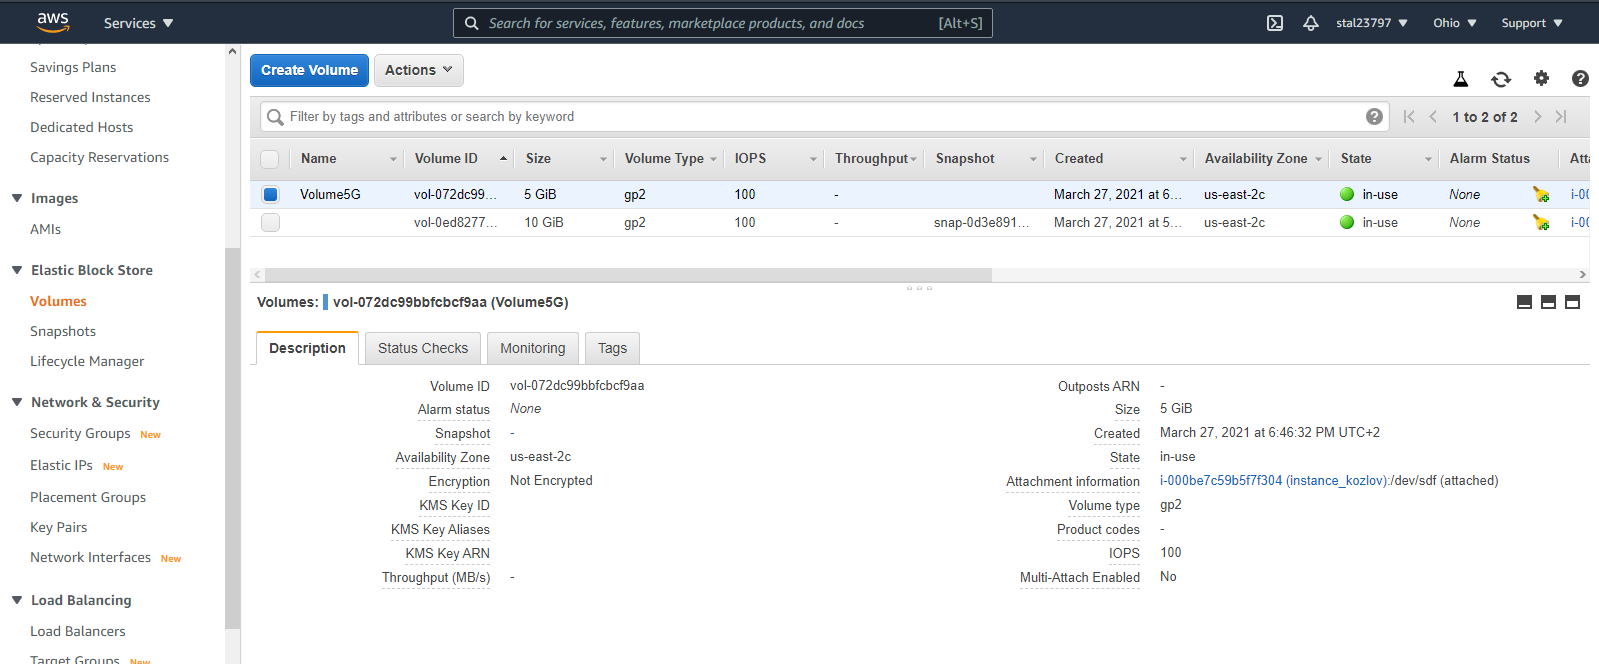 aws Services Search for services, features, marketplace products, and docs [Alt+S] stal23797 Ohio Support
Savings Plans
Reserved Instances
Dedicated Hosts
Capacity Reservations
Images
AMIs
Elastic Block Store
Volumes
Snapshots
Lifecycle Manager
Network & Security
Security Groups New
Elastic IPs New
Placement Groups
Key Pairs
Network Interfaces New
Load Balancing
Load Balancers
Target Groups New
Create Volume Actions
Filter by tags and attributes or search by keyword 1 to 2 of 2
Name Volume ID Size Volume Type IOPS Throughput Snapshot Created Availability Zone State Alarm Status Atta
Volume5G vol-072dc99... 5 GiB gp2 100 - March 27, 2021 at 6... us-east-2c in-use None i-00
vol-0ed8277... 10 GiB gp2 100 - snap-0d3e891... March 27, 2021 at 5... us-east-2c in-use None i-00
Volumes: vol-072dc99bbfcbcf9aa (Volume5G)
Description Status Checks Monitoring Tags
Volume ID vol-072dc99bbfcbcf9aa
Alarm status None
Snapshot -
Availability Zone us-east-2c
Encryption Not Encrypted
KMS Key ID
KMS Key Aliases
KMS Key ARN
Throughput (MB/s) -
Outposts ARN -
Size 5 GiB
Created March 27, 2021 at 6:46:32 PM UTC+2
State in-use
Attachment information i-000be7c59b5f7f304 (instance_kozlov):/dev/sdf (attached)
Volume type gp2
Product codes -
IOPS 100
Multi-Attach Enabled No